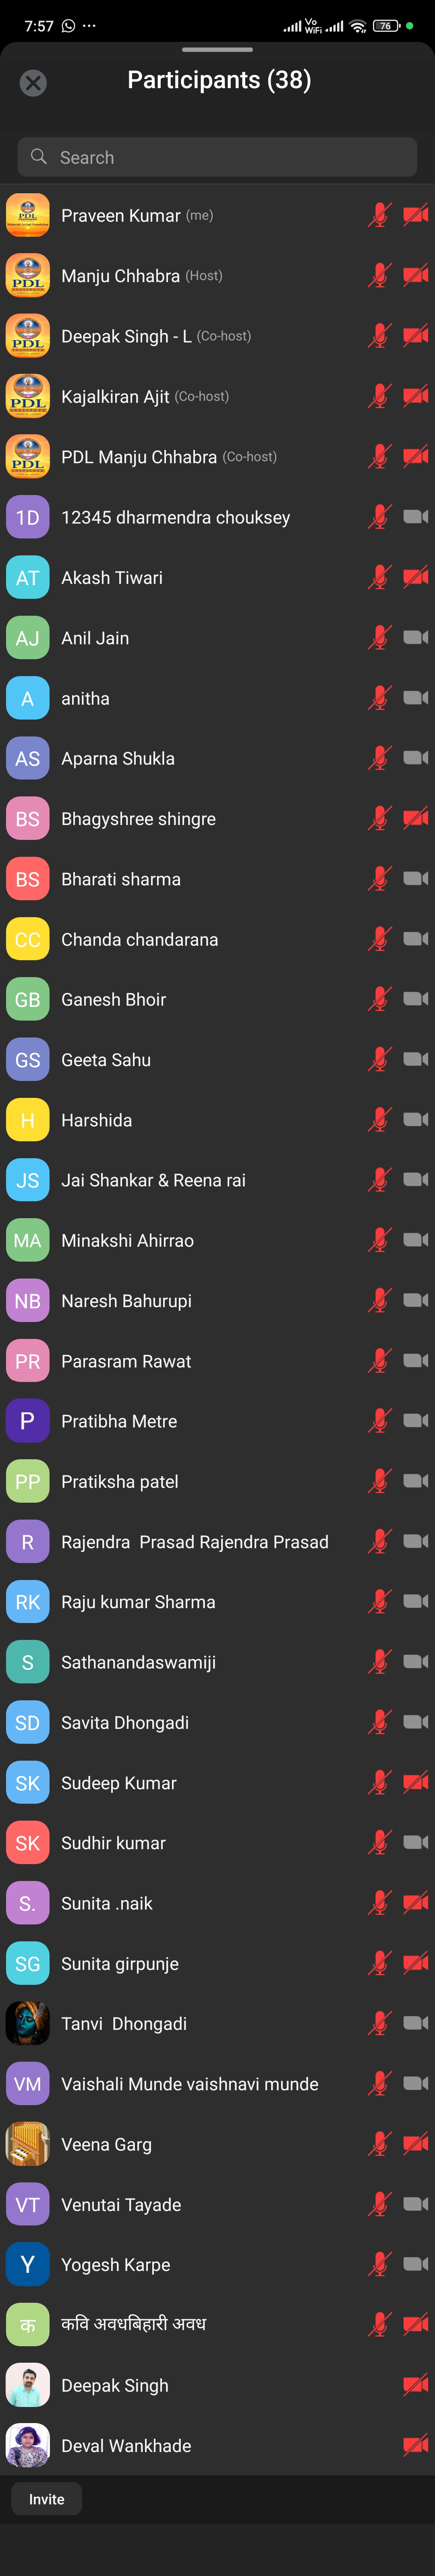 7:57 ... Vo WiFi 76
Participants (38)
Search
PDL Praveen Kumar (me)
PDL Manju Chhabra (Host)
PDL Deepak Singh - L (Co-host)
PDL Kajalkiran Ajit (Co-host)
PDL PDL Manju Chhabra (Co-host)
1D 12345 dharmendra chouksey
AT Akash Tiwari
AJ Anil Jain
A anitha
AS Aparna Shukla
BS Bhagyshree shingre
BS Bharati sharma
CC Chanda chandarana
GB Ganesh Bhoir
GS Geeta Sahu
H Harshida
JS Jai Shankar & Reena rai
MA Minakshi Ahirrao
NB Naresh Bahurupi
PR Parasram Rawat
P Pratibha Metre
PP Pratiksha patel
R Rajendra  Prasad Rajendra Prasad
RK Raju kumar Sharma
S Sathanandaswamiji
SD Savita Dhongadi
SK Sudeep Kumar
SK Sudhir kumar
S. Sunita .naik
SG Sunita girpunje
Tanvi  Dhongadi
VM Vaishali Munde vaishnavi munde
Veena Garg
VT Venutai Tayade
Y Yogesh Karpe
क कवि अवधबिहारी अवध
Deepak Singh
Deval Wankhade
Invite